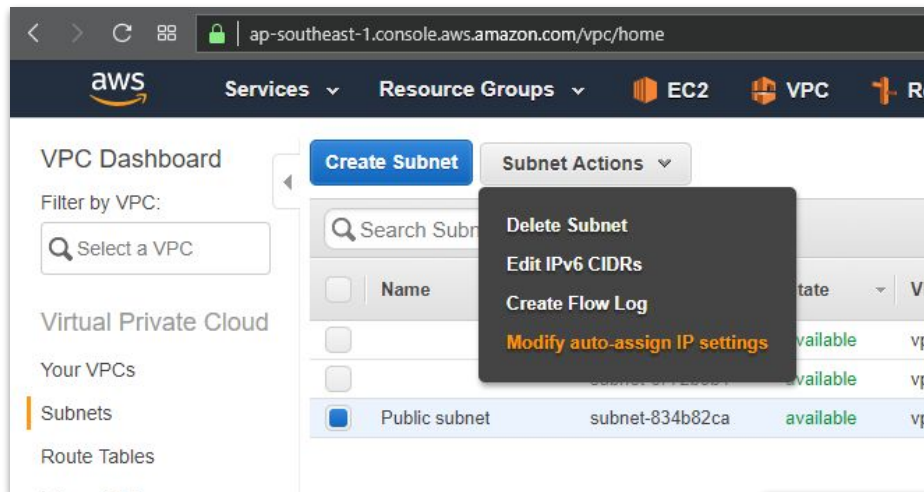 ap-southeast-1.console.aws.amazon.com/vpc/home
aws Services Resource Groups EC2 VPC
VPC Dashboard
Filter by VPC:
Select a VPC
Virtual Private Cloud
Your VPCs
Subnets
Route Tables
Create Subnet Subnet Actions
Search
Delete Subnet
Edit IPv6 CIDRs
Create Flow Log
Modify auto-assign IP settings
Name
available
available
Public subnet subnet-834b82ca available